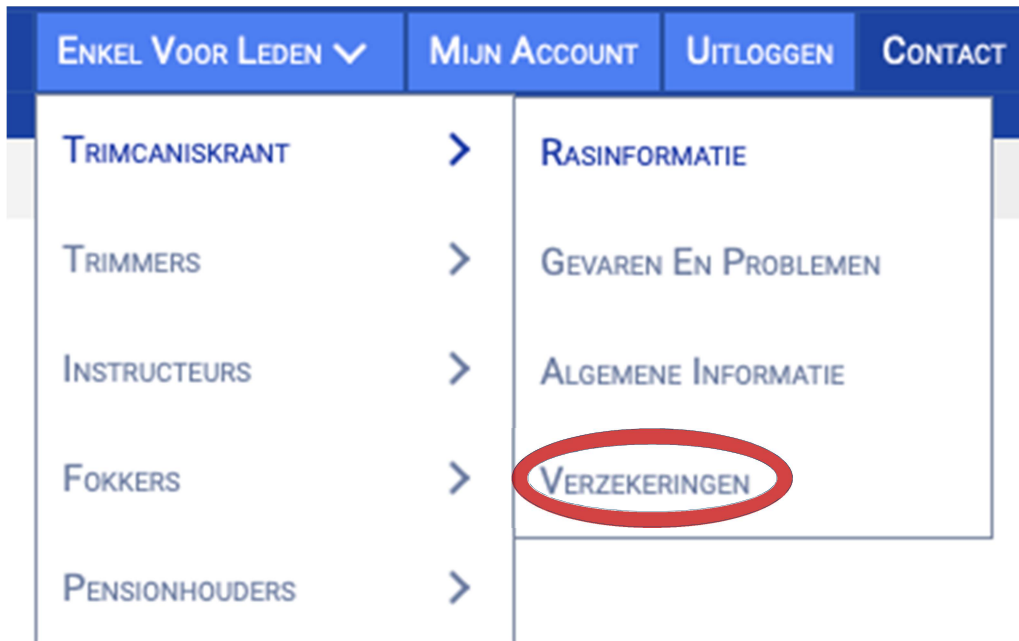 Enkel Voor Leden
Mijn Account
Uitloggen
Contact
Trimcaniskrant
Trimmers
Instructeurs
Fokkers
Pensionhouders
Rasinformatie
Gevaren En Problemen
Algemene Informatie
Verzekeringen